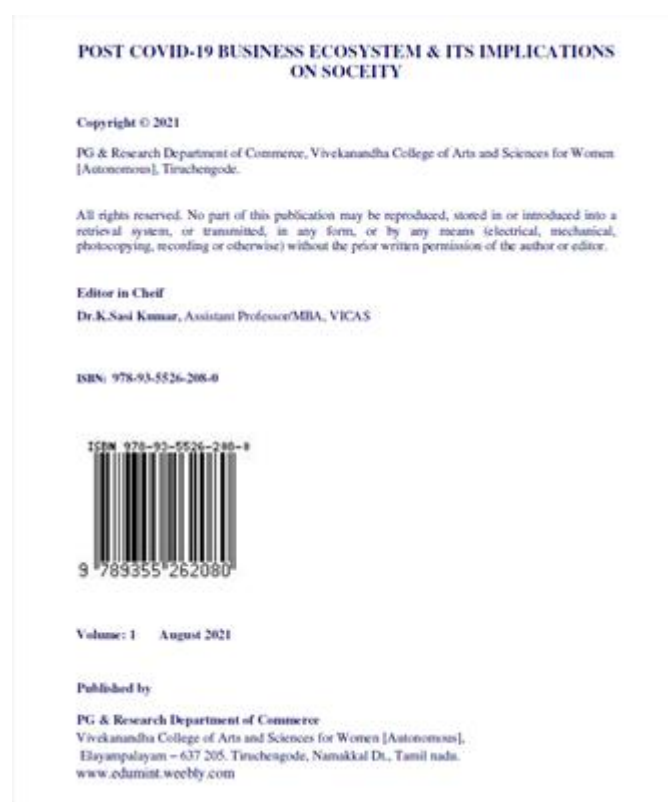 POST COVID-19 BUSINESS ECOSYSTEM & ITS IMPLICATIONS
ON SOCEITY
Copyright © 2021
PG & Research Department of Commerce, Vivekanandha College of Arts and Sciences for Women
[Autonomous], Tiruchengode.
All rights reserved. No part of this publication may be reproduced, stored in or introduced into a
retrieval system, or transmitted, in any form, or by any means (electrical, mechanical,
photocopying, recording or otherwise) without the prior written permission of the author or editor.
Editor in Cheif
Dr.K.Sasi Kumar, Assistant Professor/MBA, VICAS
ISBN: 978-93-5526-208-0
ISBN 978-93-5526-208-0
9 789355 262080
Volume: 1 August 2021
Published by
PG & Research Department of Commerce
Vivekanandha College of Arts and Sciences for Women [Autonomous],
Elayampalayam – 637 205. Tiruchengode, Namakkal Dt., Tamil nadu.
www.edumint.weebly.com